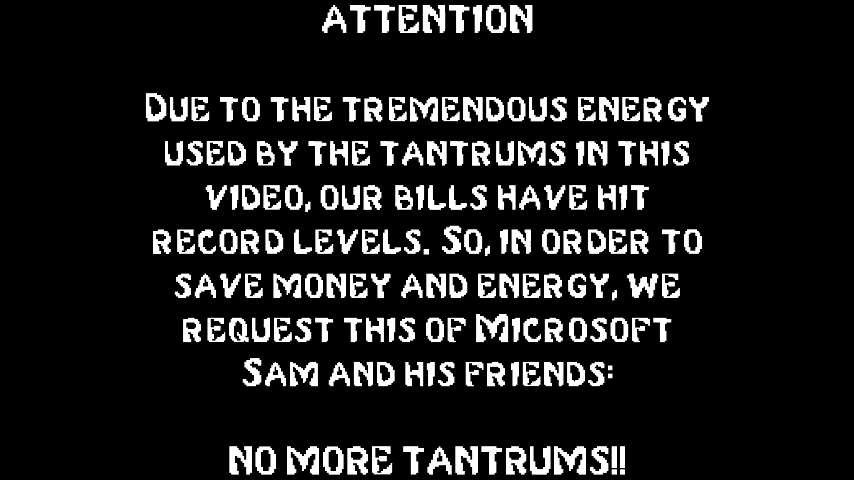 ATTENTION
DUE TO THE TREMENDOUS ENERGY
USED BY THE TANTRUMS IN THIS
VIDEO, OUR BILLS HAVE HIT
RECORD LEVELS. SO, IN ORDER TO
SAVE MONEY AND ENERGY, WE
REQUEST THIS OF MICROSOFT
SAM AND HIS FRIENDS:
NO MORE TANTRUMS!!